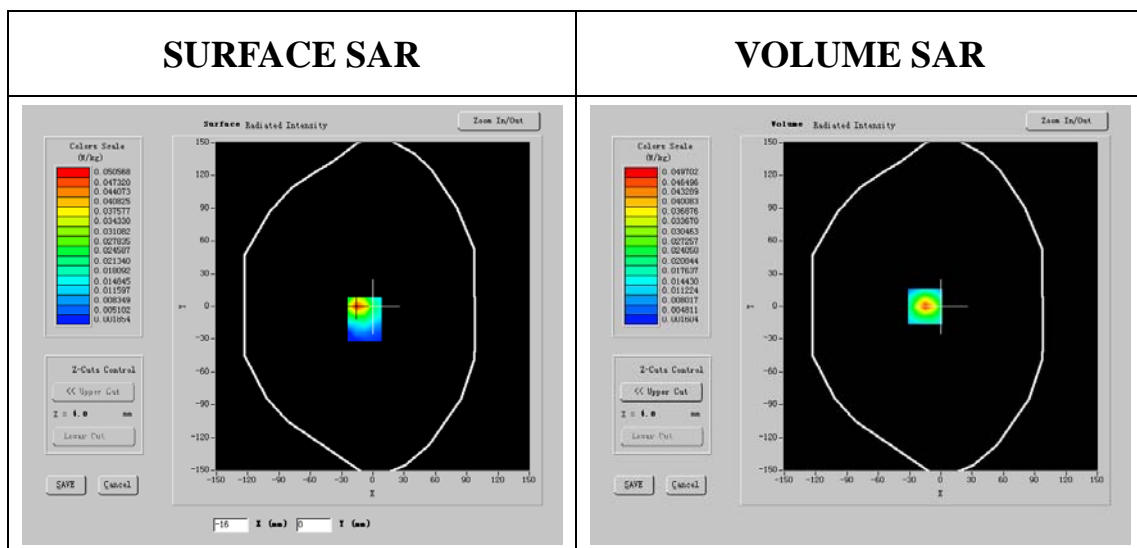 SURFACE SAR
VOLUME SAR
Surface Radiated Intensity
Zoom In/Out
Colors Scale
(W/kg)
0.050568
0.047320
0.044073
0.040825
0.037577
0.034330
0.031082
0.027835
0.024587
0.021340
0.018092
0.014845
0.011597
0.008349
0.005102
0.001854
150
90
60
30
0
-30
-60
-90
-120
-150
Y
-150 -120 -90 -60 -30 0 30 60 90 120 150
X
Z-Cuts Control
<< Upper Cut
Z = 4.0 mm
Lower Cut
SAVE Cancel
-16 X (mm) 0 Y (mm)
Volume Radiated Intensity
Zoom In/Out
Colors Scale
(W/kg)
0.049702
0.046496
0.043289
0.040083
0.036876
0.033670
0.030463
0.027257
0.024050
0.020844
0.017637
0.014430
0.011224
0.008017
0.004811
0.001604
150
90
60
30
0
-30
-60
-90
-120
-150
Y
-150 -120 -90 -60 -30 0 30 60 90 120 150
X
Z-Cuts Control
<< Upper Cut
Z = 4.0 mm
Lower Cut
SAVE Cancel